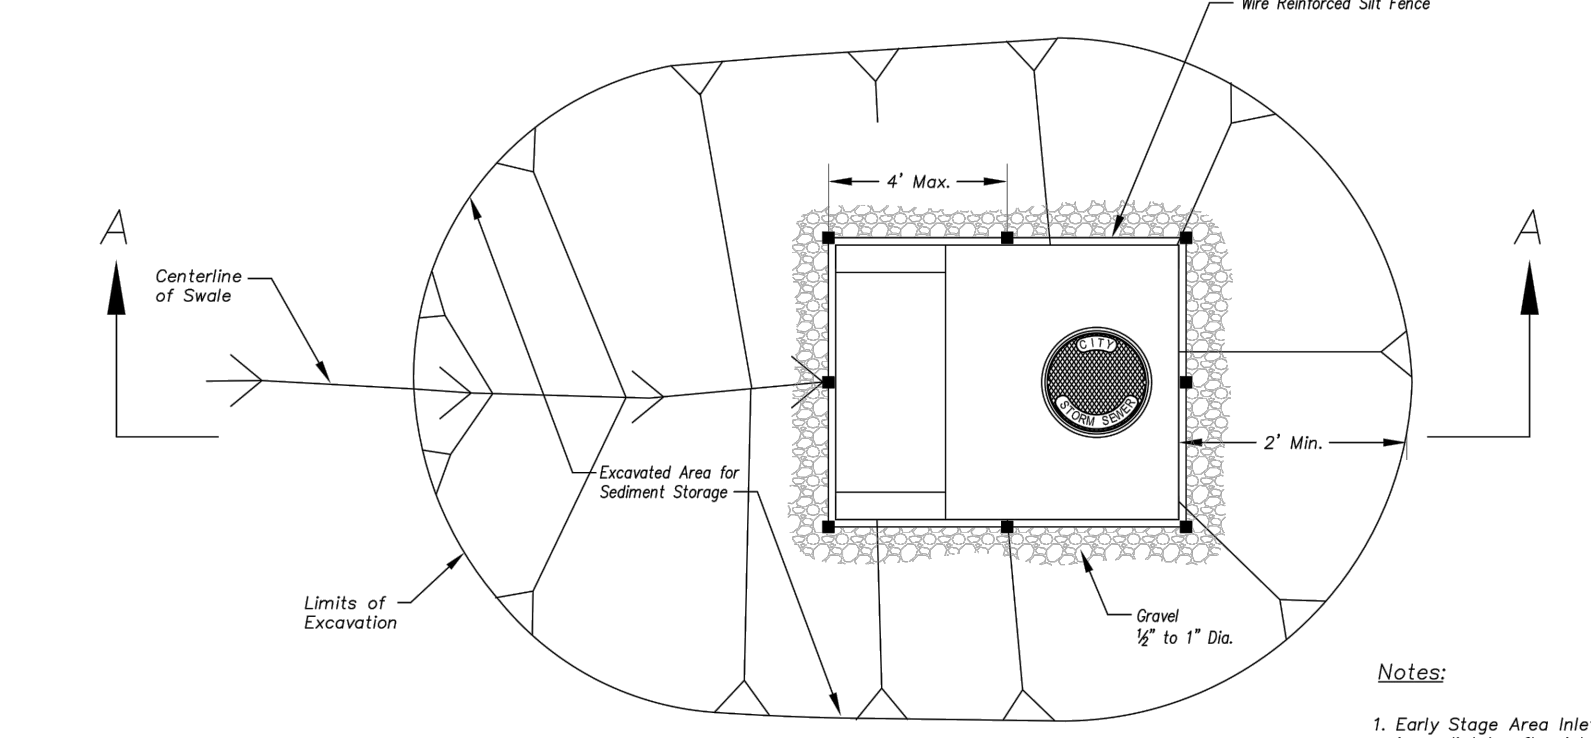 Wire Reinforced Silt Fence
4' Max.
A
A
Centerline
of Swale
CITY
STORM SEWER
2' Min.
Excavated Area for
Sediment Storage
Limits of
Excavation
Gravel
½" to 1" Dia.
Notes:
1. Early Stage Area Inle